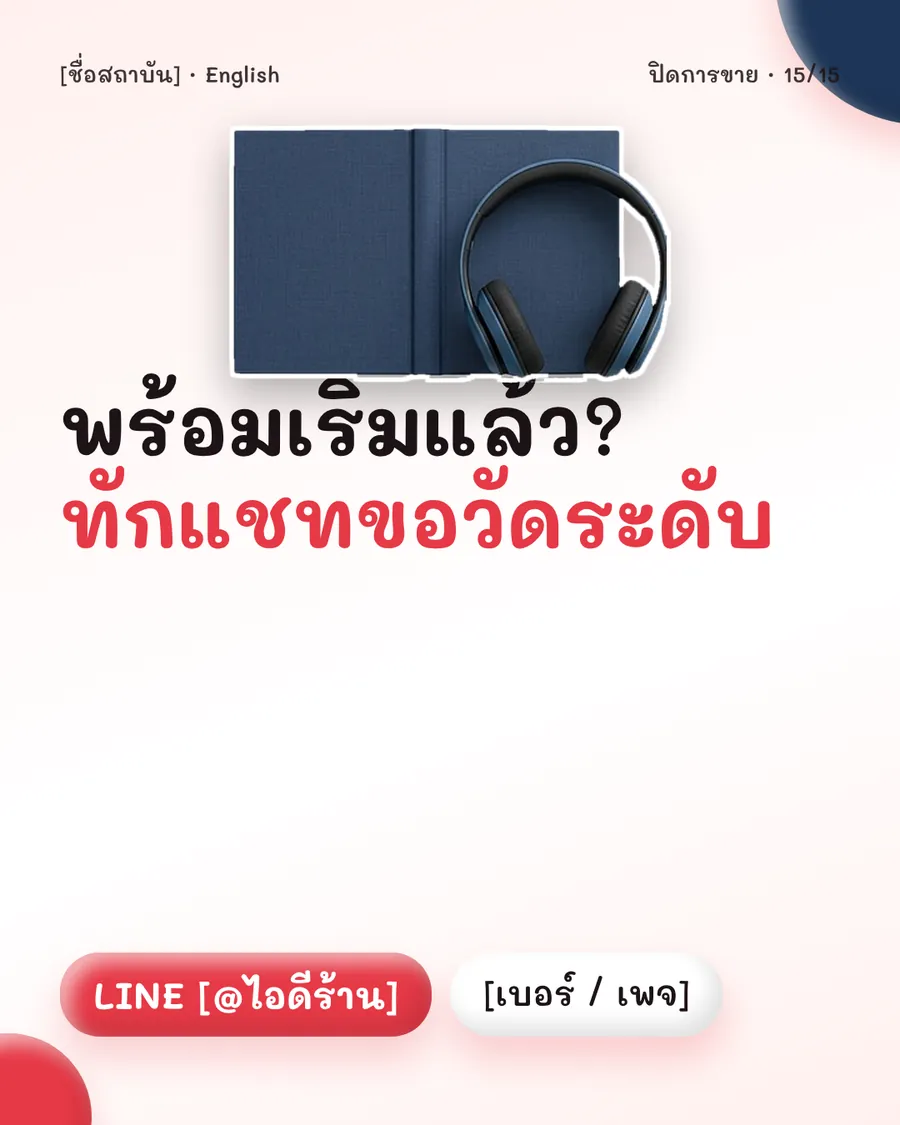 [ชื่อสถาบัน] · English
ปิดการขาย · 15/15
พร้อมเริ่มแล้ว?
ทักแชทขอวัดระดับ
LINE [@ไอดีร้าน]
[เบอร์ / เพจ]